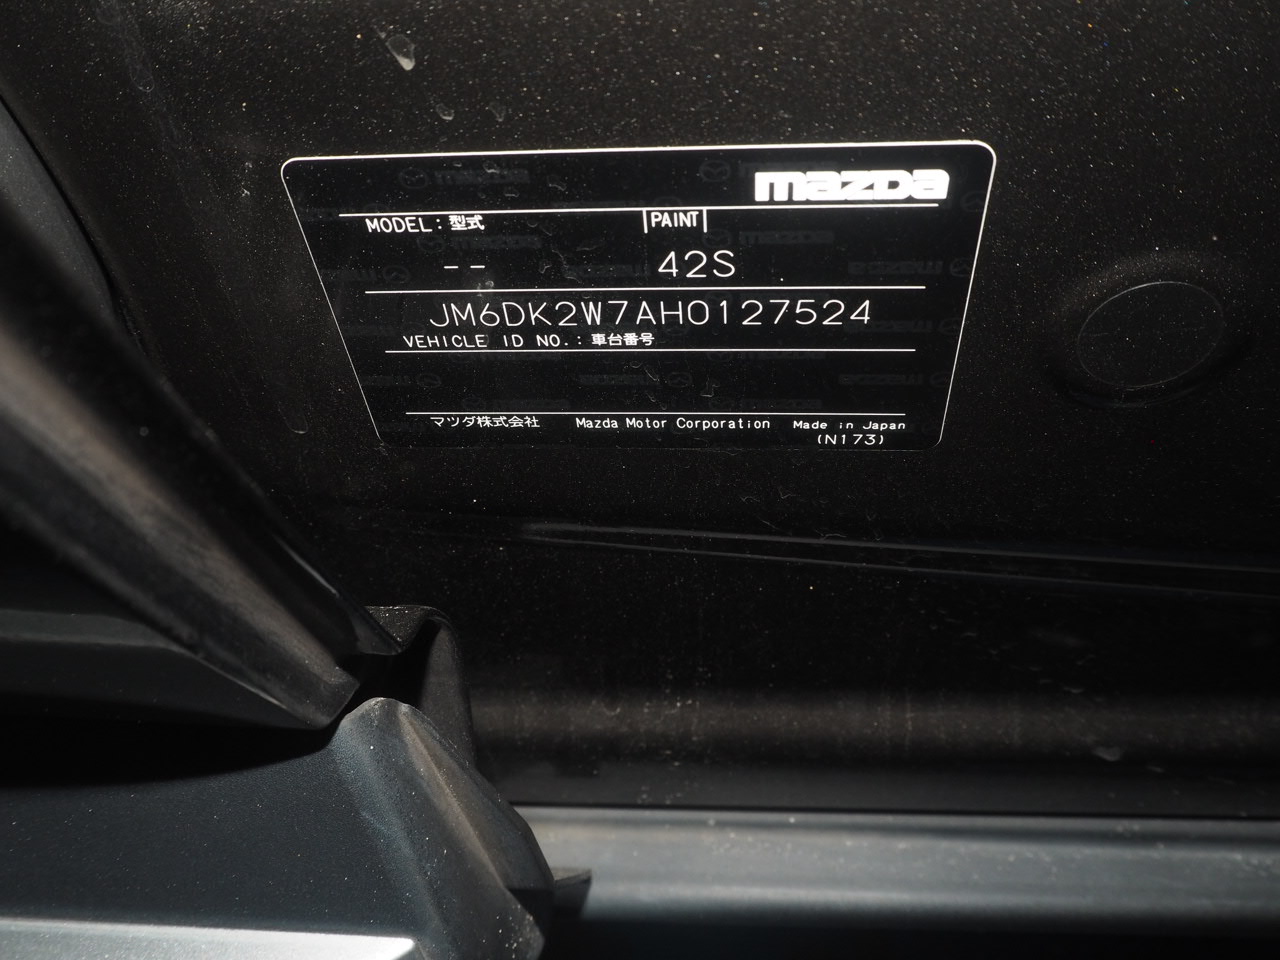 mazda
MODEL：型式 PAINT
-- 42S
JM6DK2W7AH0127524
VEHICLE ID NO.：車台番号
マツダ株式会社 Mazda Motor Corporation Made in Japan
(N173)